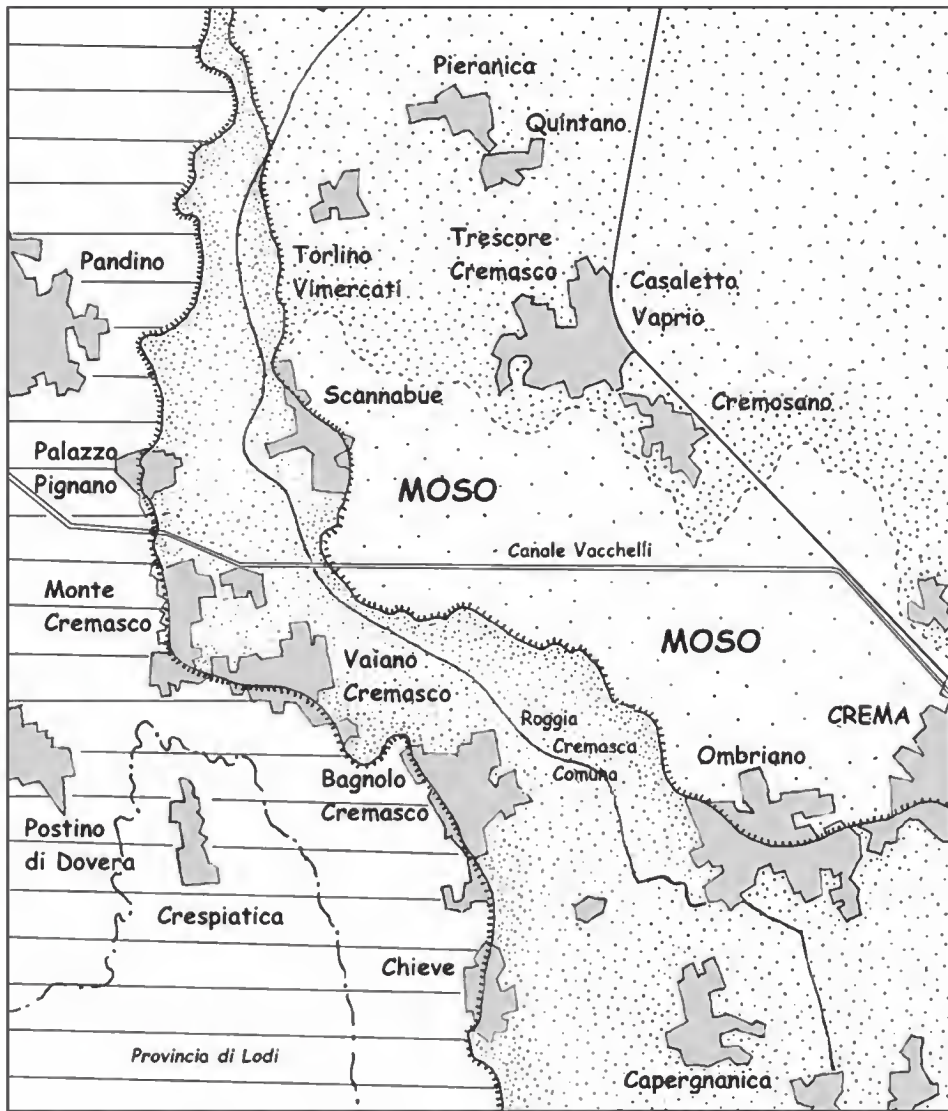 Pieranica
Quintano
Trescore
Cremasco
Torlino
Vimercati
Pandino
Casaletto
Vaprio
Scannabue
Cremosano
Palazzo
Pignano
MOSO
Canale Vacchelli
Monte
Cremasco
MOSO
Vaiano
Cremasco
CREMA
Roggia
Cremasca
Comuna
Ombriano
Bagnolo
Cremasco
Postino
di Dovera
Crespiatica
Chieve
Provincia di Lodi
Capergnanica